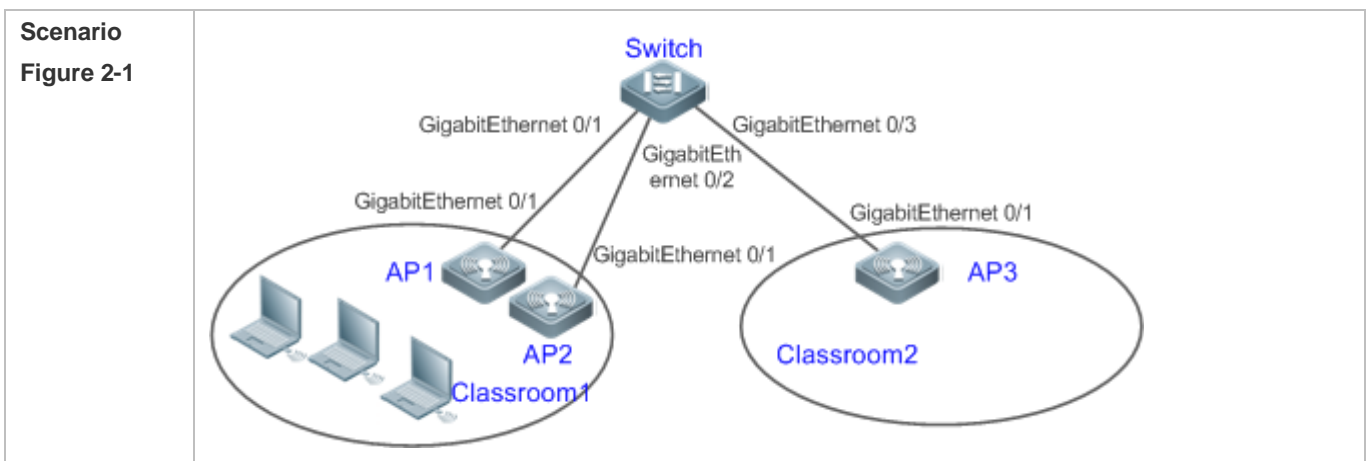 Scenario
Figure 2-1
Switch
GigabitEthernet 0/1
GigabitEthernet 0/3
GigabitEth
ernet 0/2
GigabitEthernet 0/1
GigabitEthernet 0/1
GigabitEthernet 0/1
AP1
AP3
AP2
Classroom2
Classroom1